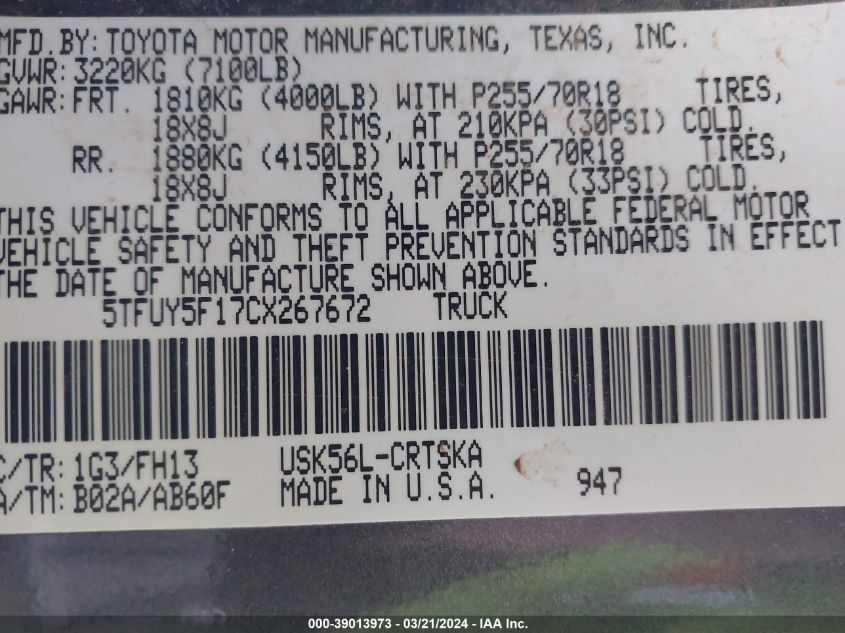 MFD. BY: TOYOTA MOTOR MANUFACTURING, TEXAS, INC.
GVWR: 3220KG (7100LB)
GAWR: FRT. 1810KG (4000LB) WITH P255/70R18 TIRES,
18X8J RIMS, AT 210KPA (30PSI) COLD.
RR. 1880KG (4150LB) WITH P255/70R18 TIRES,
18X8J RIMS, AT 230KPA (33PSI) COLD.
THIS VEHICLE CONFORMS TO ALL APPLICABLE FEDERAL MOTOR
VEHICLE SAFETY AND THEFT PREVENTION STANDARDS IN EFFECT
THE DATE OF MANUFACTURE SHOWN ABOVE.
5TFUY5F17CX267672 TRUCK
C/TR: 1G3/FH13 USK56L-CRTSKA
A/TM: B02A/AB60F MADE IN U.S.A. 947
000-39013973 / 03/21/2024 - IAA Inc.